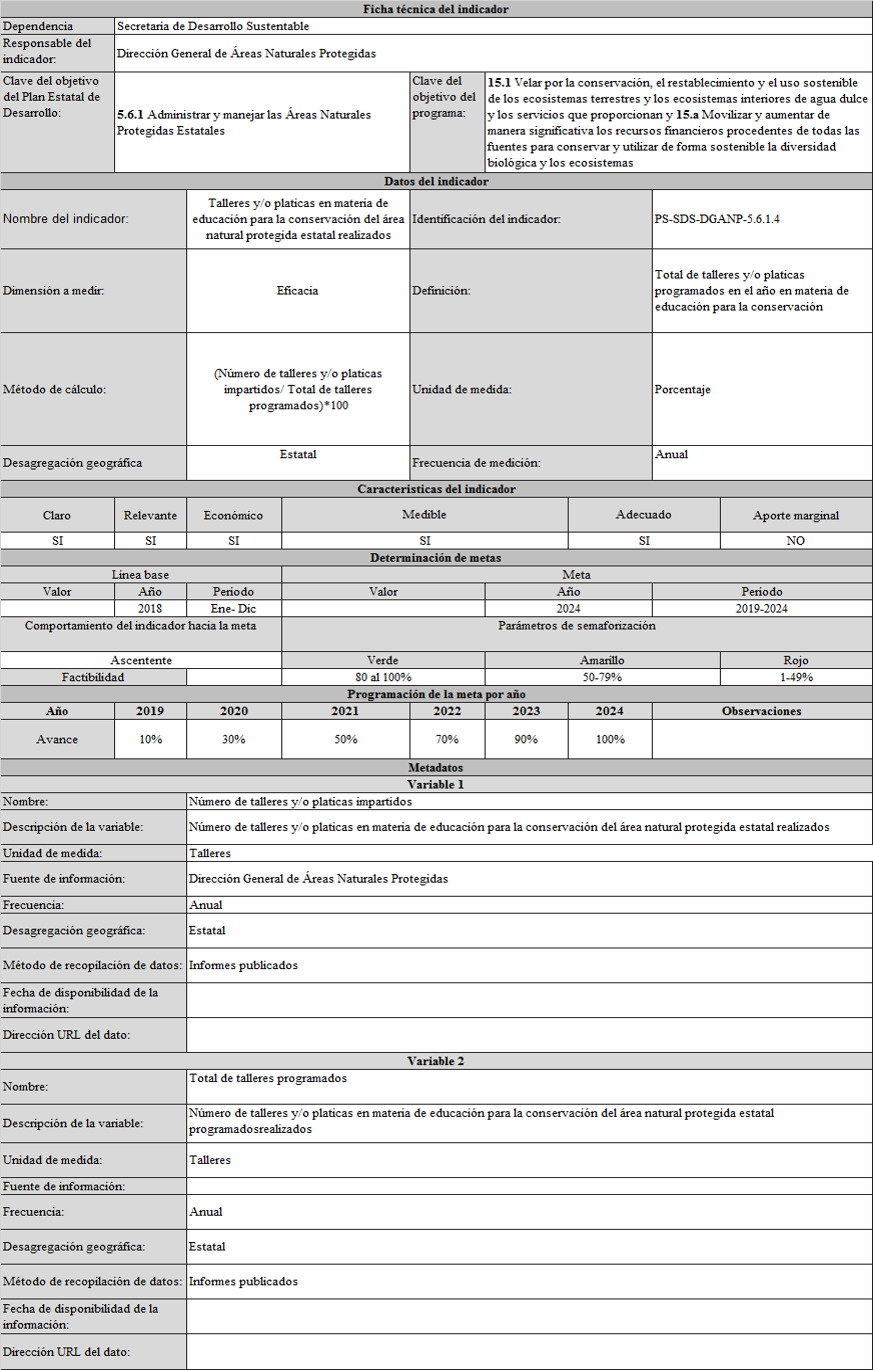 Ficha técnica del indicador
Dependencia
Secretaría de Desarrollo Sustentable
Responsable del
indicador:
Dirección General de Áreas Naturales Protegidas
Clave del objetivo
del Plan Estatal de
Desarrollo:
5.6.1 Administrar y manejar las Áreas Naturales
Protegidas Estatales
Clave del
objetivo del
programa:
15.1 Velar por la conservación, el restablecimiento y el uso sostenible
de los ecosistemas terrestres y los ecosistemas interiores de agua dulce
y los servicios que proporcionan y 15.a Movilizar y aumentar de
manera significativa los recursos financieros procedentes de todas las
fuentes para conservar y utilizar de forma sostenible la diversidad
biológica y los ecosistemas
Datos del indicador
Nombre del indicador:
Talleres y/o platicas en materia de
educación para la conservación del área
natural protegida estatal realizados
Identificación del indicador:
PS-SDS-DGANP-5.6.1.4
Dimensión a medir:
Eficacia
Definición:
Total de talleres y/o platicas
programados en el año en materia de
educación para la conservación
Método de cálculo:
(Número de talleres y/o platicas
impartidos/ Total de talleres
programados)*100
Unidad de medida:
Porcentaje
Desagregación geográfica
Estatal
Frecuencia de medición:
Anual
Caracteristicas del indicador
Claro Relevante Económico Medible Adecuado Aporte marginal
SI SI SI SI SI NO
Determinación de metas
Linea base Meta
Valor Año Periodo Valor Año Periodo
2018 Ene- Dic 2024 2019-2024
Comportamiento del indicador hacia la meta Parámetros de semaforización
Ascentente Verde Amarillo Rojo
Factibilidad 80 al 100% 50-79% 1-49%
Programación de la meta por año
Año 2019 2020 2021 2022 2023 2024 Observaciones
Avance 10% 30% 50% 70% 90% 100%
Metadatos
Variable 1
Nombre: Número de talleres y/o platicas impartidos
Descripción de la variable: Número de talleres y/o platicas en materia de educación para la conservación del área natural protegida estatal realizados
Unidad de medida: Talleres
Fuente de información: Dirección General de Áreas Naturales Protegidas
Frecuencia: Anual
Desagregación geográfica: Estatal
Método de recopilación de datos: Informes publicados
Fecha de disponibilidad de la
información:
Dirección URL del dato:
Variable 2
Nombre: Total de talleres programados
Descripción de la variable:
Número de talleres y/o platicas en materia de educación para la conservación del área natural protegida estatal
programadosrealizados
Unidad de medida: Talleres
Fuente de información:
Frecuencia: Anual
Desagregación geográfica: Estatal
Método de recopilación de datos: Informes publicados
Fecha de disponibilidad de la
información:
Dirección URL del dato: